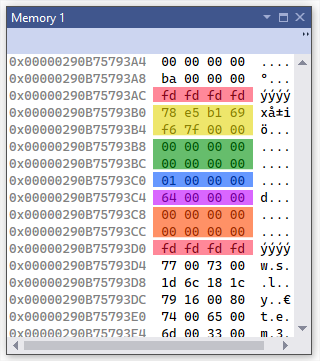 Memory 1
0x00000290B75793A4 00 00 00 00 ....
0x00000290B75793A8 ba 00 00 00 º...
0x00000290B75793AC fd fd fd fd ýýýý
0x00000290B75793B0 78 e5 b1 69 xå±i
0x00000290B75793B4 f6 7f 00 00 ö...
0x00000290B75793B8 00 00 00 00 ....
0x00000290B75793BC 00 00 00 00 ....
0x00000290B75793C0 01 00 00 00 ....
0x00000290B75793C4 64 00 00 00 d...
0x00000290B75793C8 00 00 00 00 ....
0x00000290B75793CC 00 00 00 00 ....
0x00000290B75793D0 fd fd fd fd ýýýý
0x00000290B75793D4 77 00 73 00 w.s.
0x00000290B75793D8 1d 6c 18 1c .l..
0x00000290B75793DC 79 16 00 80 y..€
0x00000290B75793E0 74 00 65 00 t.e.
0x00000290B75793E4 6d 00 33 00 m.3.